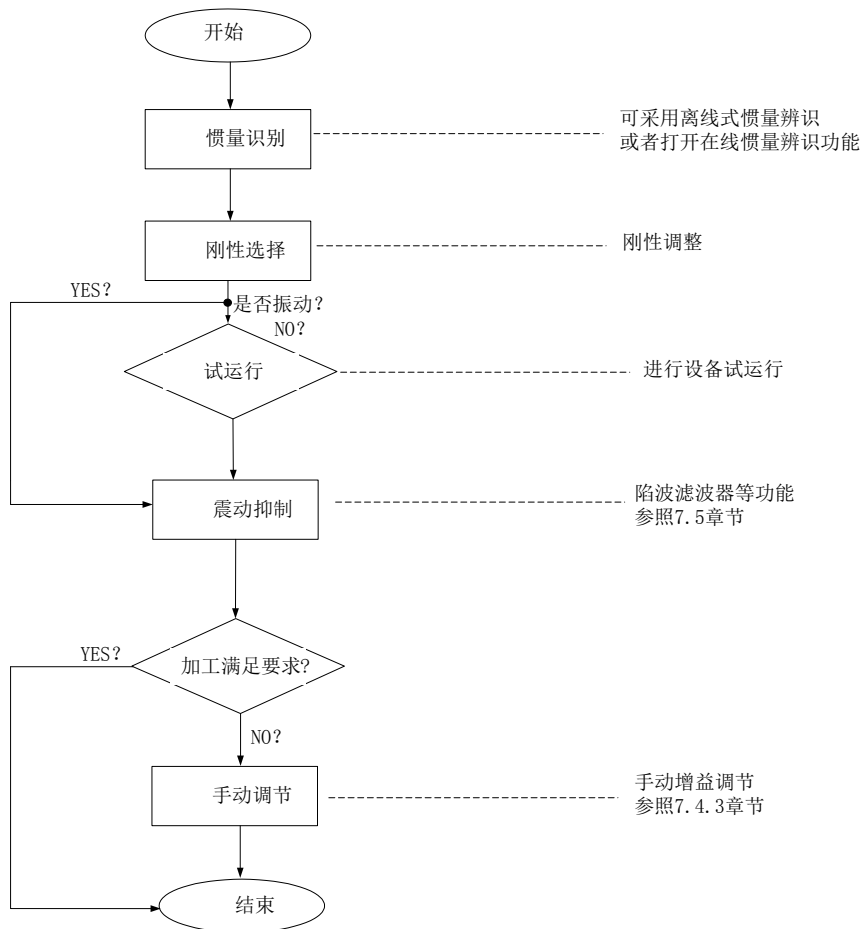 开始
惯量识别
可采用离线式惯量辨识
或者打开在线惯量辨识功能
刚性选择
刚性调整
YES?
是否振动?
NO?
试运行
进行设备试运行
震动抑制
陷波滤波器等功能
参照7.5章节
YES?
加工满足要求?
NO?
手动调节
手动增益调节
参照7.4.3章节
结束